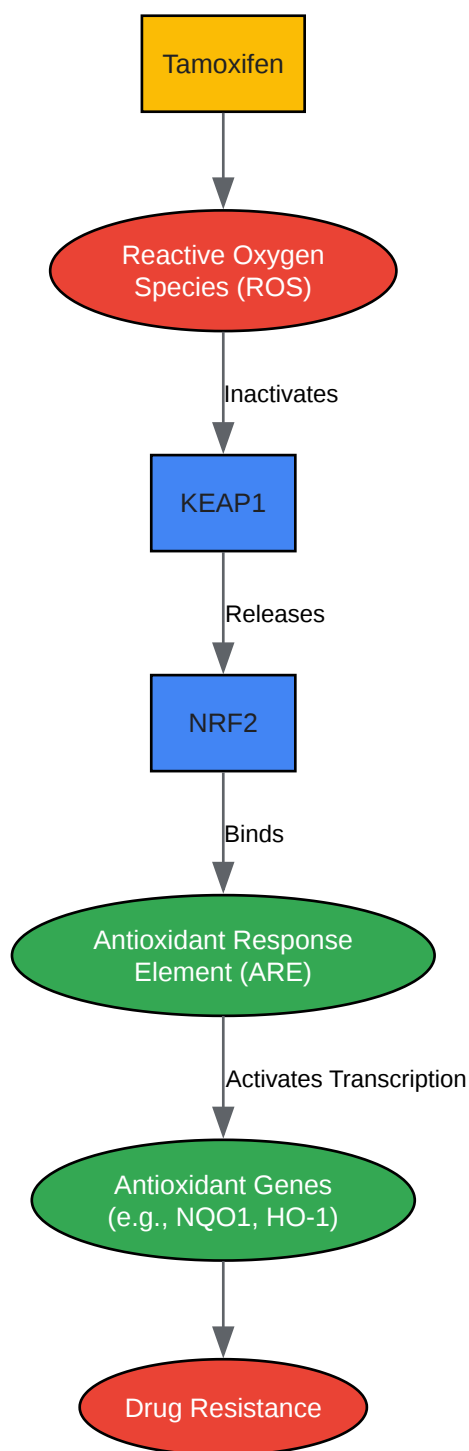 Tamoxifen
Reactive Oxygen
Species (ROS)
Inactivates
KEAP1
Releases
NRF2
Binds
Antioxidant Response
Element (ARE)
Activates Transcription
Antioxidant Genes
(e.g., NQO1, HO-1)
Drug Resistance